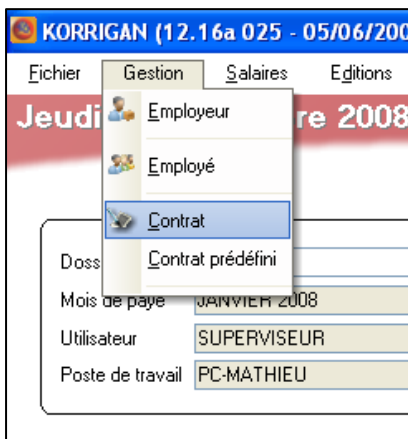 KORRIGAN (12.16a 025 - 05/06/200
Fichier Gestion Salaires Editions
Jeudi re 2008
Employeur
Employé
Contrat
Contrat prédéfini
Doss
Mois de paye JANVIER 2008
Utilisateur SUPERVISEUR
Poste de travail PC-MATHIEU